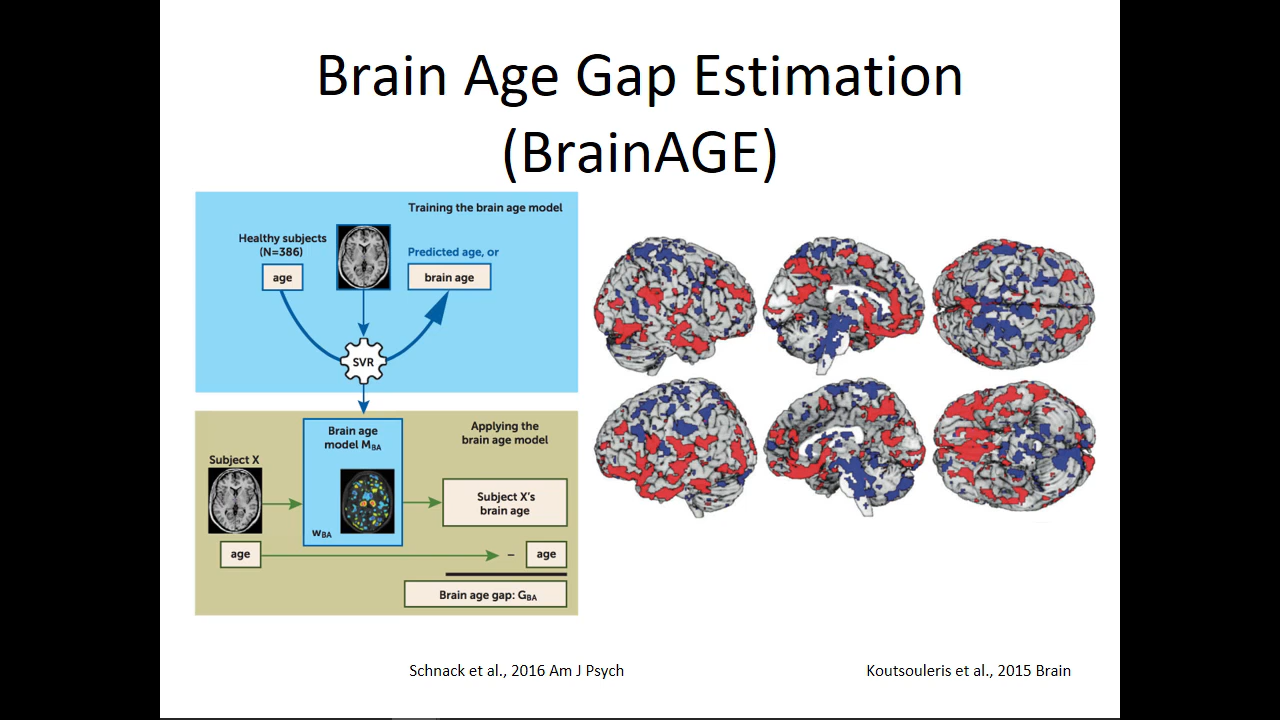 Brain Age Gap Estimation
(BrainAGE)
Training the brain age model
Healthy subjects
(N=386)
age
Predicted age, or
brain age
SVR
Applying the
brain age model
Brain age
model MBA
wBA
Subject X
Subject X's
brain age
age
– age
Brain age gap: GBA
Schnack et al., 2016 Am J Psych
Koutsouleris et al., 2015 Brain